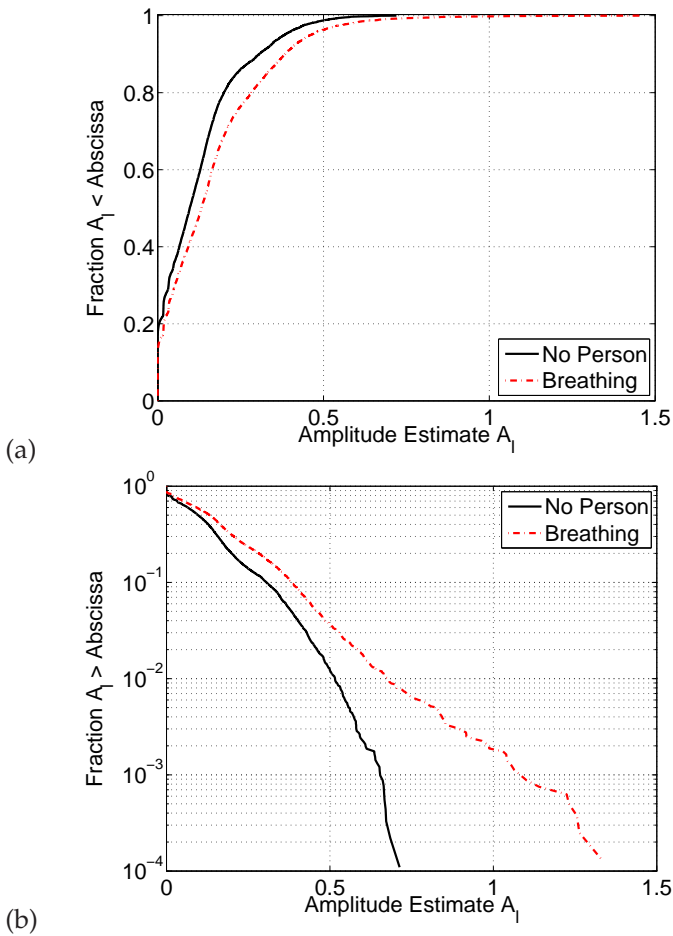 1
0.8
0.6
0.4
0.2
0
Fraction A_l < Abscissa
No Person
Breathing
0 0.5 1 1.5
Amplitude Estimate A_l
(a)
10^0
10^-1
10^-2
10^-3
10^-4
Fraction A_l > Abscissa
No Person
Breathing
0 0.5 1 1.5
Amplitude Estimate A_l
(b)